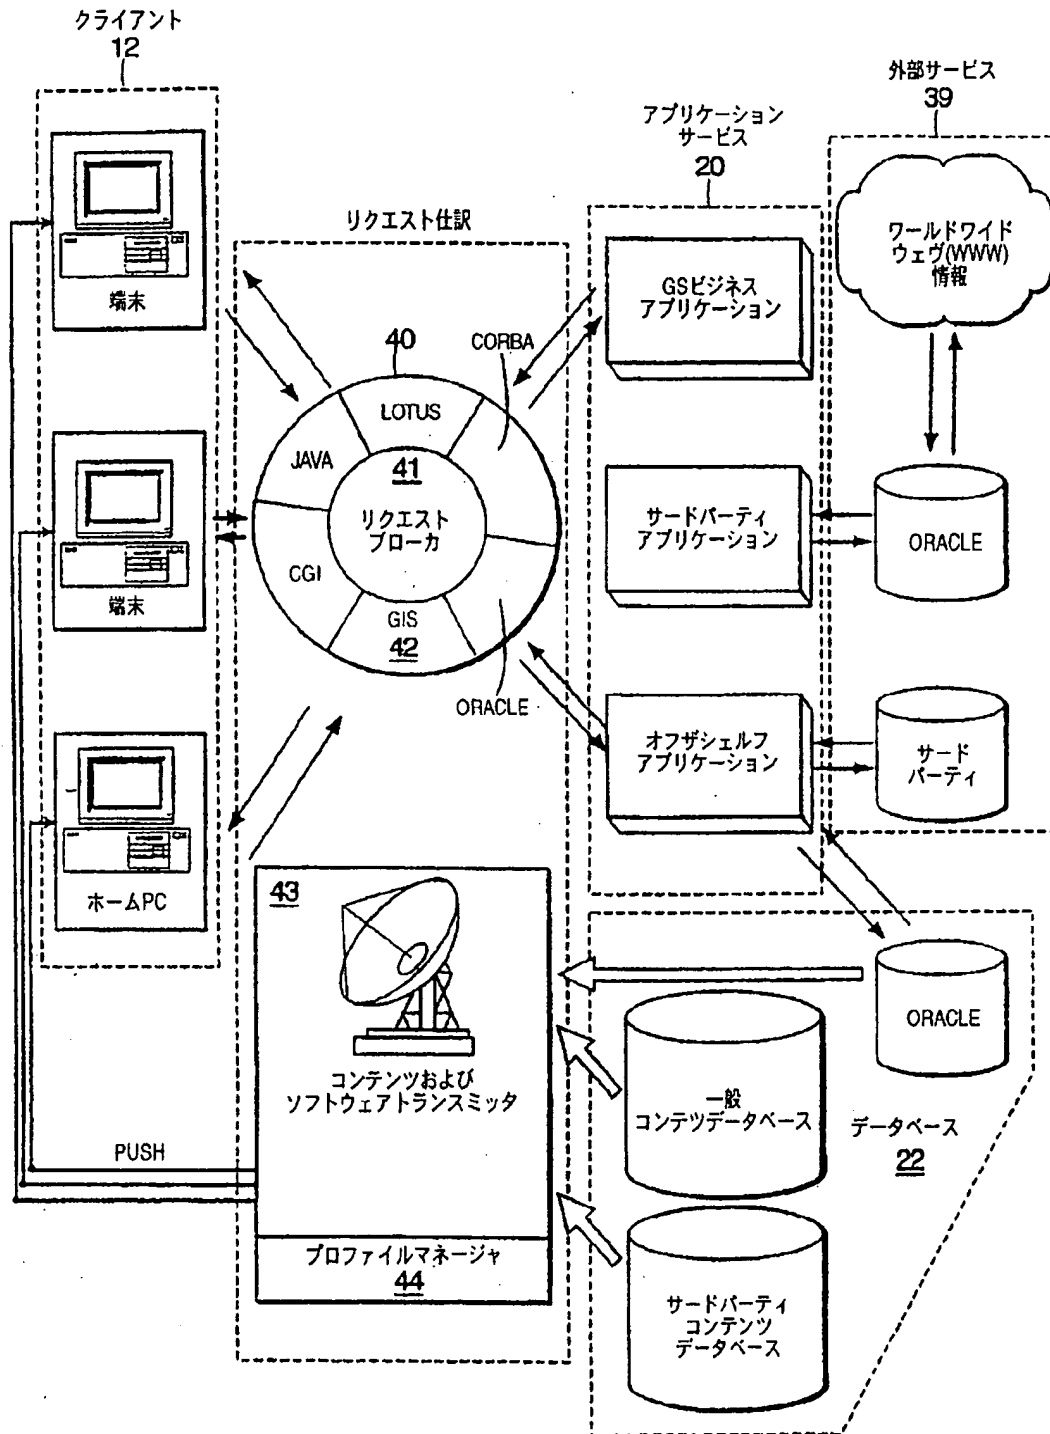 クライアント
12
端末
端末
ホームPC
PUSH
リクエスト仕訳
40
CORBA
LOTUS
JAVA
41
リクエスト
ブローカ
CGI
GIS
42
ORACLE
43
コンテンツおよび
ソフトウェアトランスミッタ
プロファイルマネージャ
44
アプリケーション
サービス
20
GSビジネス
アプリケーション
サードパーティ
アプリケーション
オフザシェルフ
アプリケーション
外部サービス
39
ワールドワイド
ウェヴ(WWW)
情報
ORACLE
サード
パーティ
ORACLE
一般
コンテツデータベース
データベース
22
サードパーティ
コンテンツ
データベース